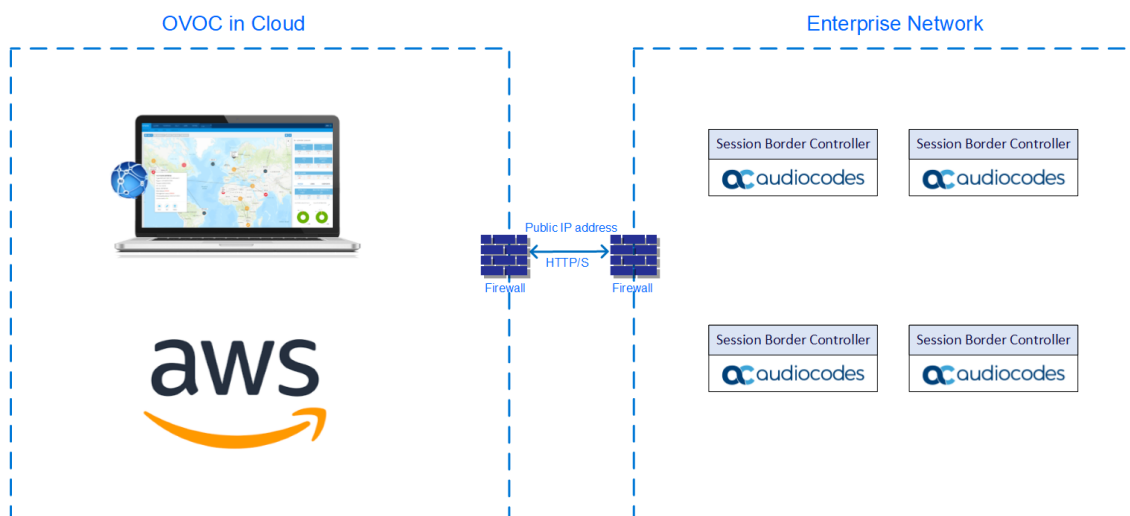 OVOC in Cloud
Enterprise Network
Session Border Controller
audiocodes
Session Border Controller
audiocodes
Public IP address
HTTP/S
Firewall
Firewall
aws
Session Border Controller
audiocodes
Session Border Controller
audiocodes